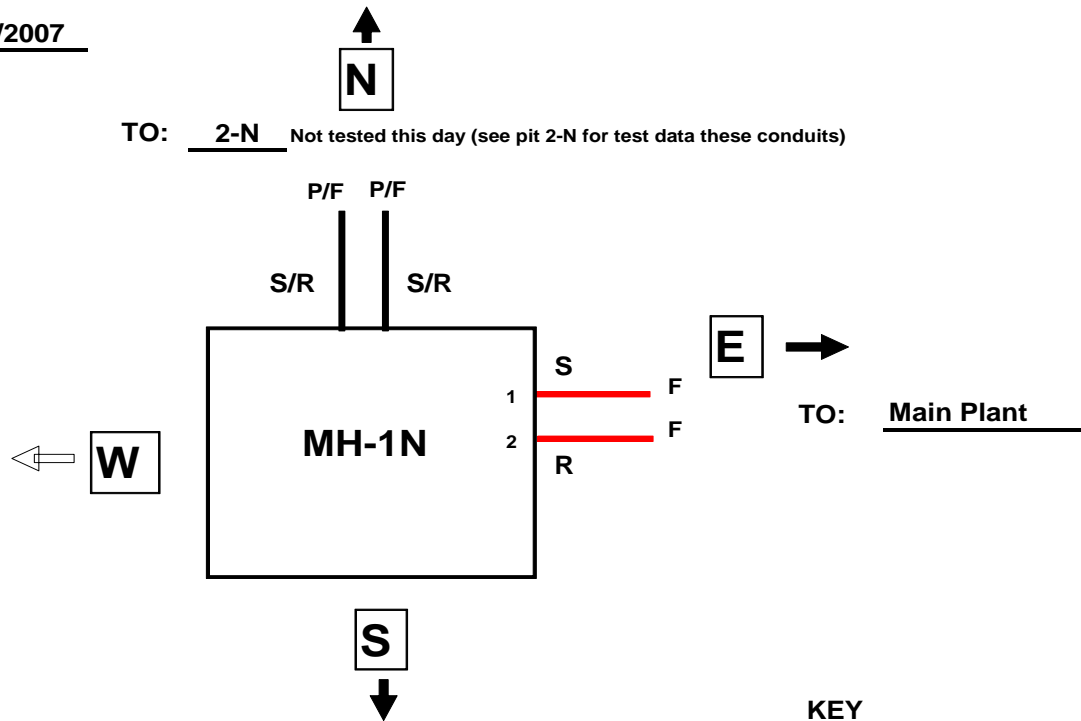 /2007
N
TO: 2-N Not tested this day (see pit 2-N for test data these conduits)
P/F P/F
S/R S/R
E
S F
1
TO: Main Plant
F
MH-1N 2
W R
S
KEY